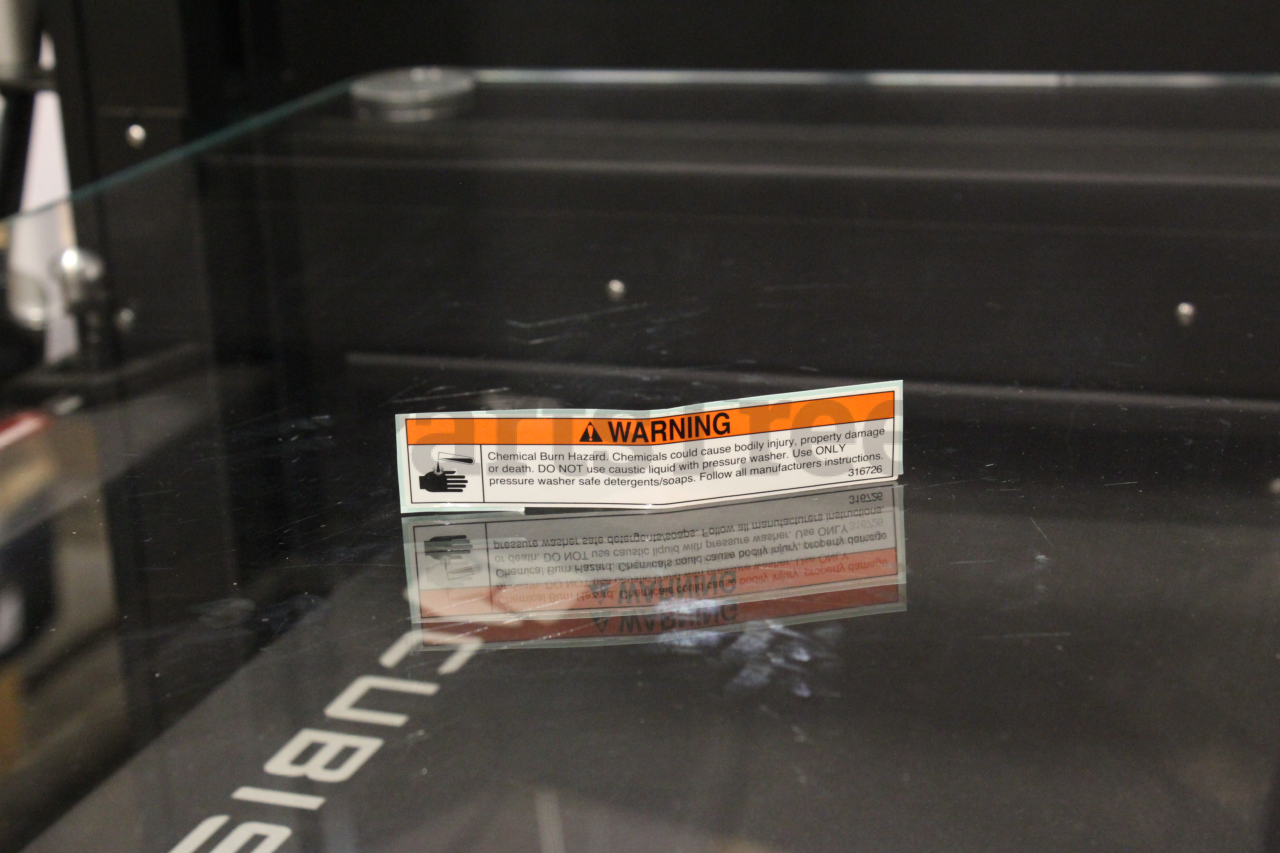 WARNING
Chemical Burn Hazard. Chemicals could cause bodily injury, property damage
or death. DO NOT use caustic liquid with pressure washer. Use ONLY
pressure washer safe detergents/soaps. Follow all manufacturers instructions.
316726
CUBIS